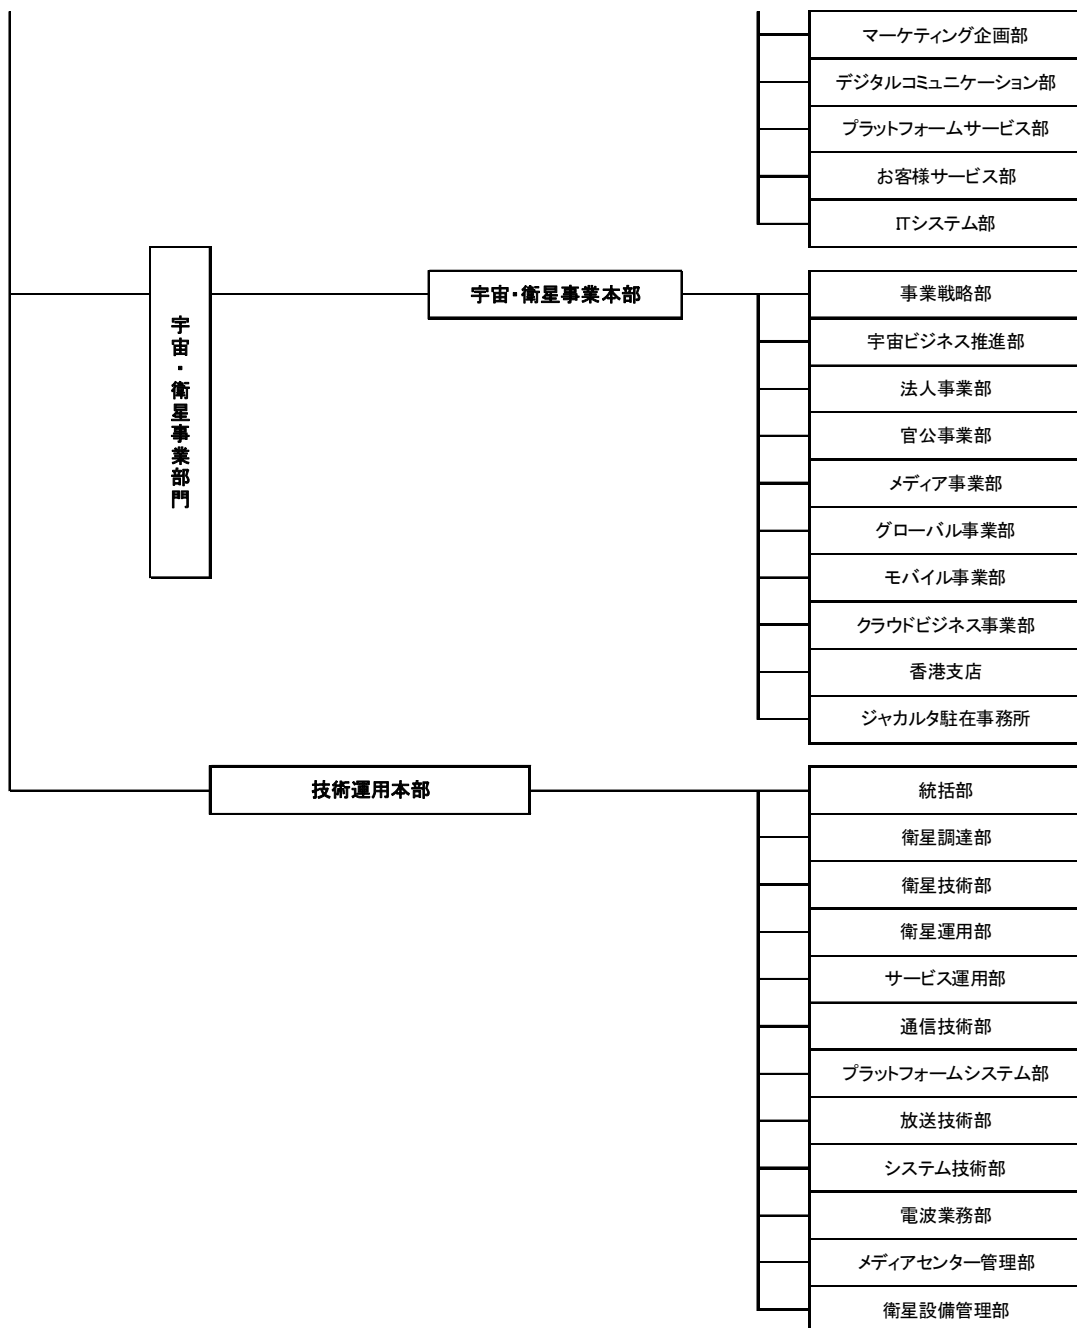 マーケティング企画部
デジタルコミュニケーション部
プラットフォームサービス部
お客様サービス部
ITシステム部
宇宙・衛星事業部門
宇宙・衛星事業本部
事業戦略部
宇宙ビジネス推進部
法人事業部
官公事業部
メディア事業部
グローバル事業部
モバイル事業部
クラウドビジネス事業部
香港支店
ジャカルタ駐在事務所
技術運用本部
統括部
衛星調達部
衛星技術部
衛星運用部
サービス運用部
通信技術部
プラットフォームシステム部
放送技術部
システム技術部
電波業務部
メディアセンター管理部
衛星設備管理部